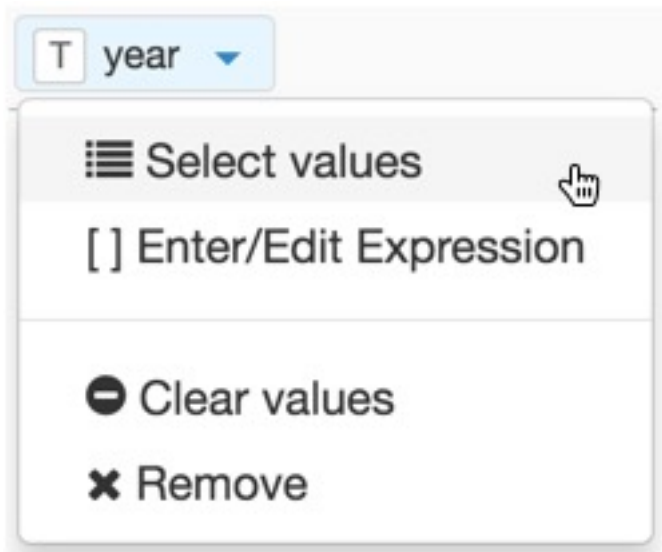 T year
Select values
[ ] Enter/Edit Expression
Clear values
Remove